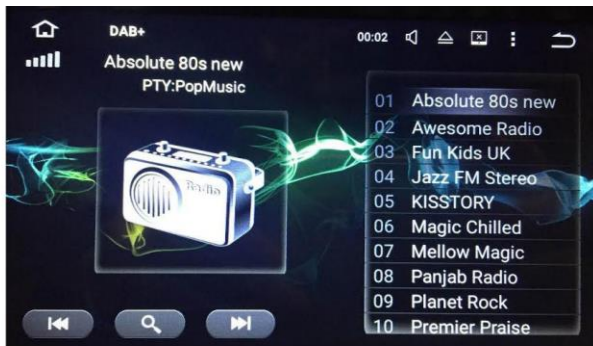 DAB+
00:02
Absolute 80s new
PTY:PopMusic
Radio
01 Absolute 80s new
02 Awesome Radio
03 Fun Kids UK
04 Jazz FM Stereo
05 KISSTORY
06 Magic Chilled
07 Mellow Magic
08 Panjab Radio
09 Planet Rock
10 Premier Praise